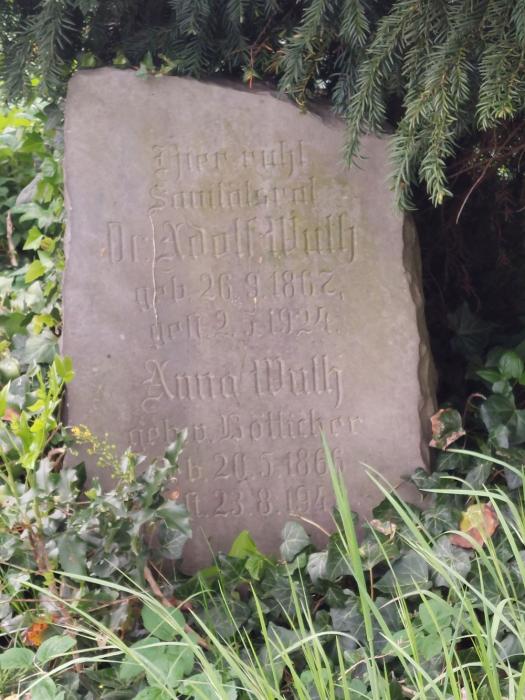 Hier ruht
Sanitätsrat
Dr. Adolf Wuth
geb. 26.9.1862,
gest. 2.5.1924.
Anna Wuth
geb. v. Bötticher
geb. 20.5.1866
gest. 23.8.194